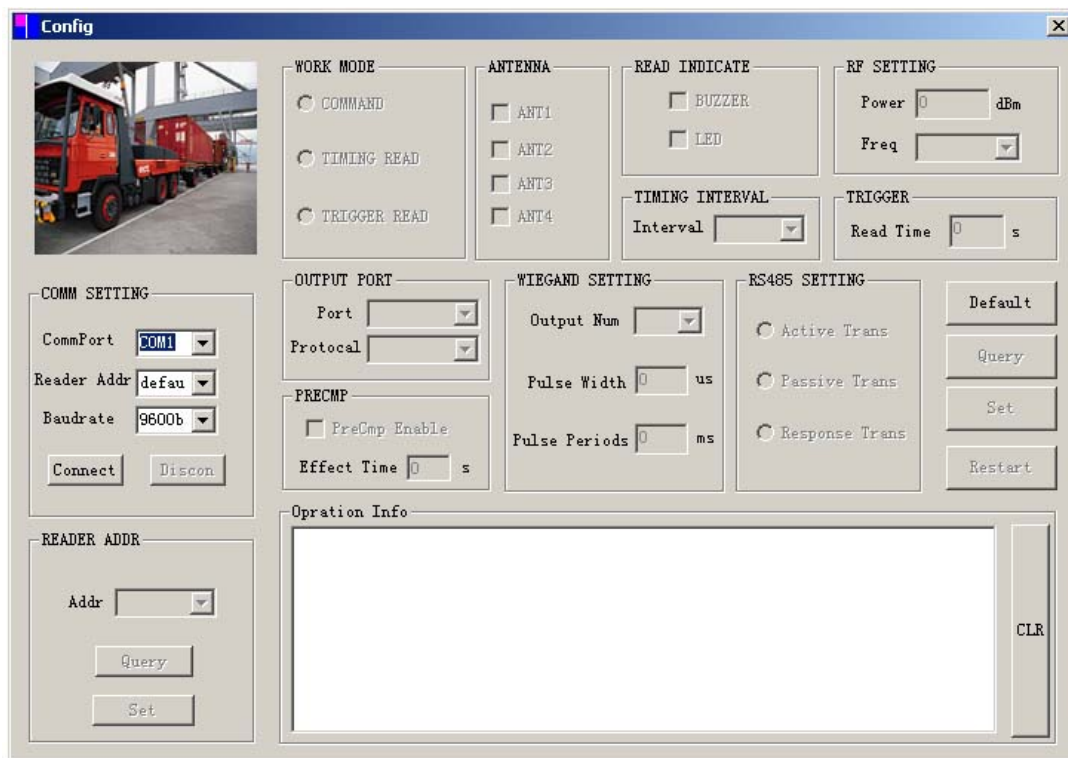 Config
WORK MODE
COMMAND
TIMING READ
TRIGGER READ
ANTENNA
ANT1
ANT2
ANT3
ANT4
READ INDICATE
BUZZER
LED
RF SETTING
Power 0 dBm
Freq
TIMING INTERVAL
Interval
TRIGGER
Read Time 0 s
COMM SETTING
CommPort COM1
Reader Addr defau
Baudrate 9600b
Connect Discon
OUTPUT PORT
Port
Protocal
PRECMP
PreCmp Enable
Effect Time 0 s
WIEGAND SETTING
Output Num
Pulse Width 0 us
Pulse Periods 0 ms
RS485 SETTING
Active Trans
Passive Trans
Response Trans
Default
Query
Set
Restart
READER ADDR
Addr
Query
Set
Opration Info
CLR